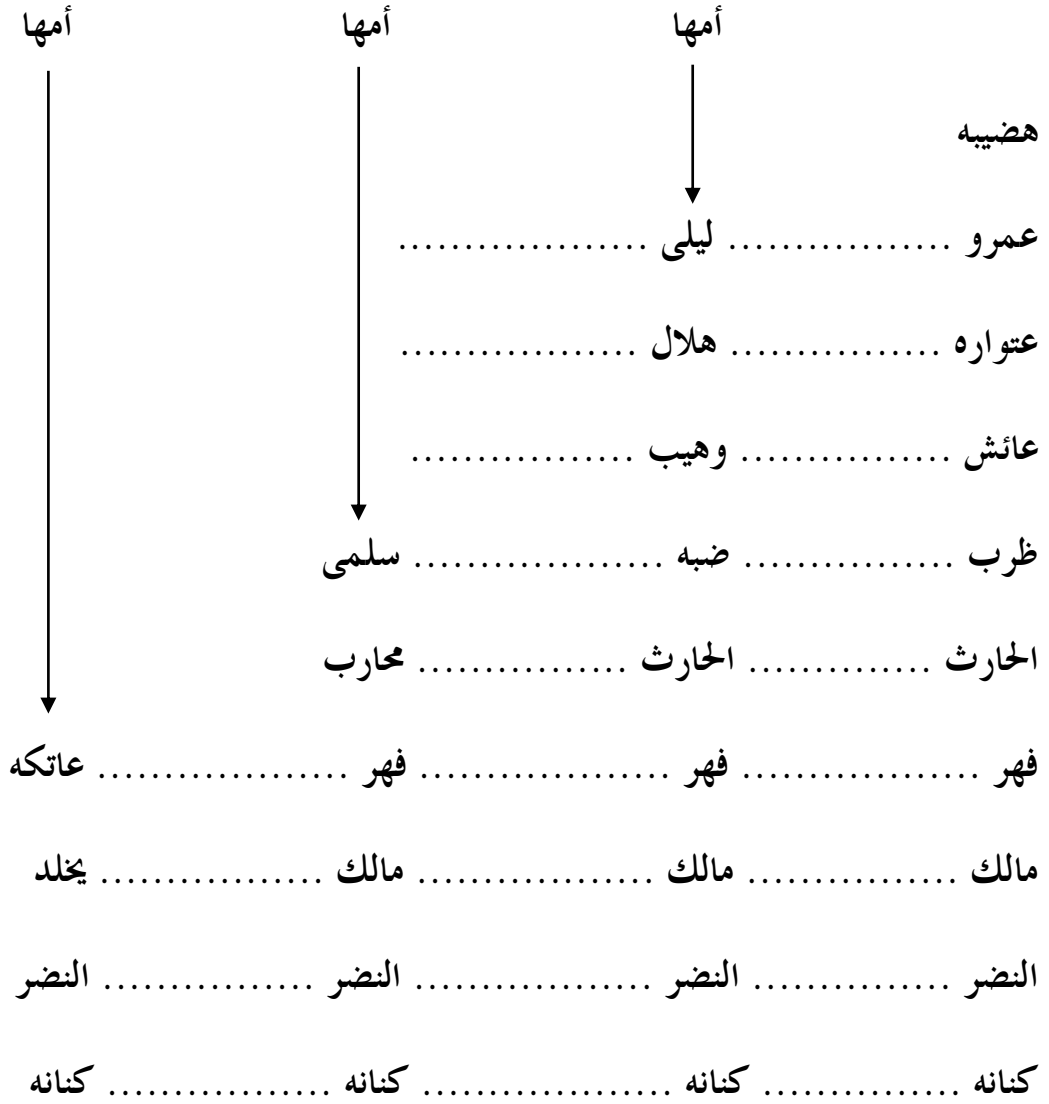 أمها أمها أمها
هضيبه
عمرو ................. ليلى ...................
عتواره ................ هلال ..................
عائش ................ وهيب .................
ظرب ................ ضبه ................... سلمى
الحارث .............. الحارث ................ محارب
فهر .................. فهر ................... فهر ................... عاتكه
مالك ................ مالك .................. مالك ................. يخلد
النضر ............... النضر .................. النضر ................ النضر
كنانه ............... كنانه ................... كنانه ................. كنانه